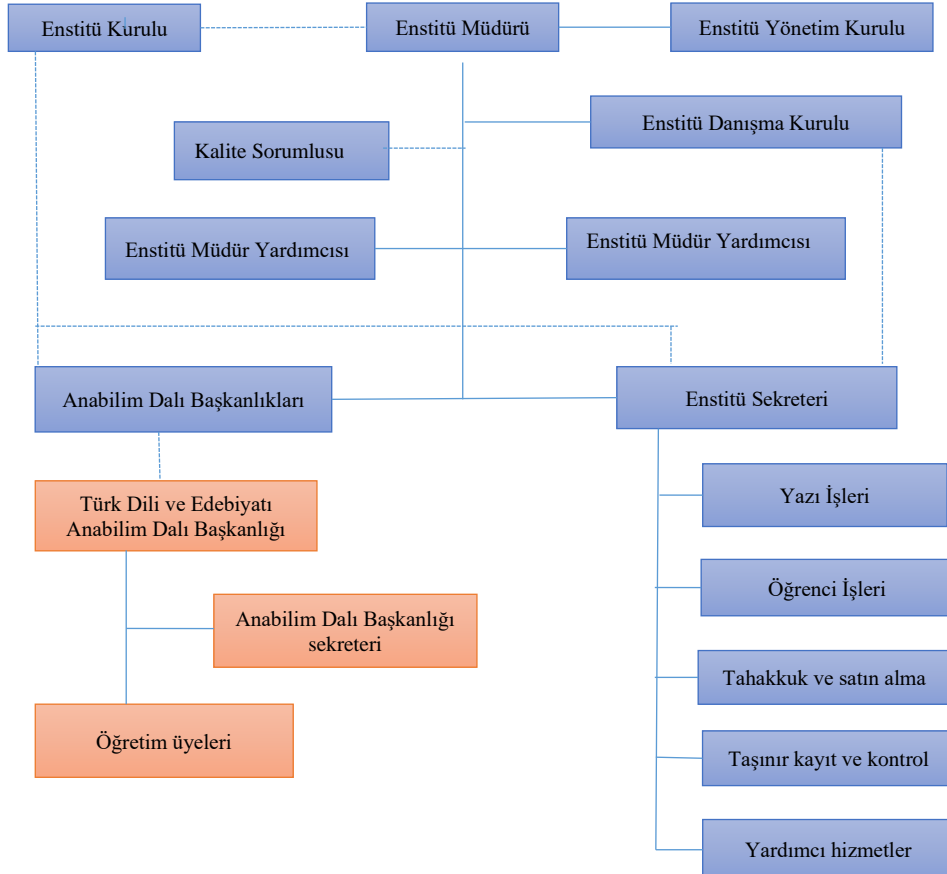 Enstitü Kurulu
Enstitü Müdürü
Enstitü Yönetim Kurulu
Enstitü Danışma Kurulu
Kalite Sorumlusu
Enstitü Müdür Yardımcısı
Enstitü Müdür Yardımcısı
Anabilim Dalı Başkanlıkları
Enstitü Sekreteri
Türk Dili ve Edebiyatı
Anabilim Dalı Başkanlığı
Yazı İşleri
Öğrenci İşleri
Anabilim Dalı Başkanlığı
sekreteri
Tahakkuk ve satın alma
Öğretim üyeleri
Taşınır kayıt ve kontrol
Yardımcı hizmetler